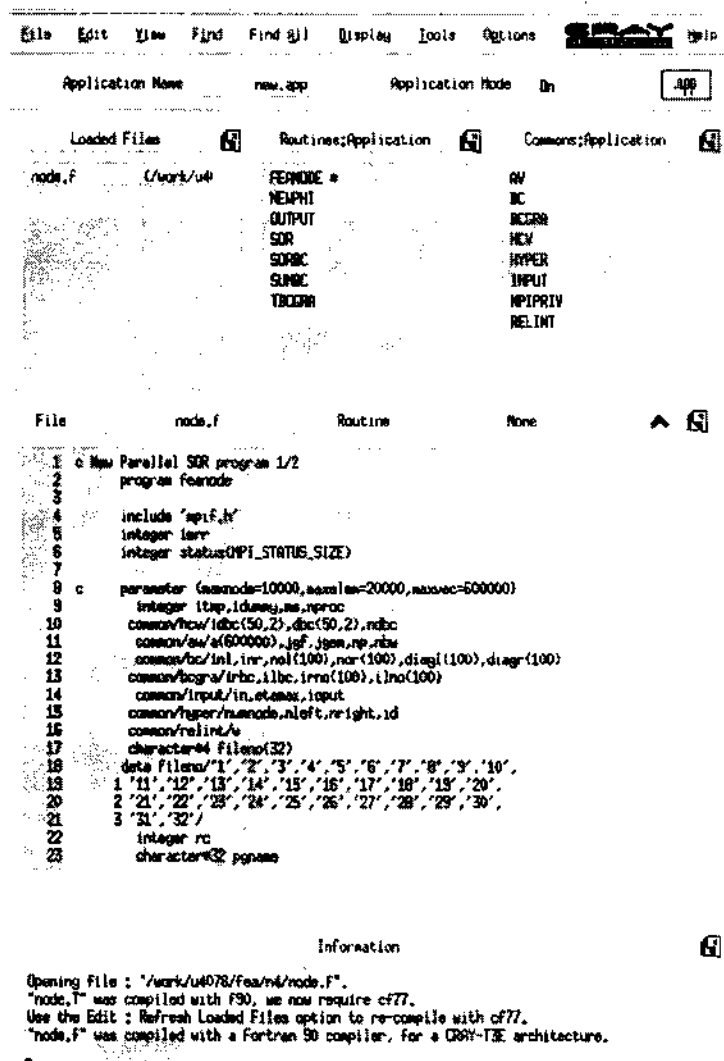 File Edit View Find Find All Display Tools Options CRAY Help
Application Name new.app Application Mode On .app
Loaded Files Routines;Application Commons;Application
node.f (/work/u4 FEANODE * AV
NEWPHI BC
OUTPUT BCGRA
SOR HCV
SORBC HYPER
SUMBC INPUT
TBCGRA MPIPRIV
RELINT
File node.f Routine None
1 c New Parallel SOR program 1/2
2 program feanode
3
4 include 'mpif.h'
5 integer ierr
6 integer status(MPI_STATUS_SIZE)
7
8 c parameter (maxnode=10000,maxelem=20000,maxvec=600000)
9 integer itmp,idummy,ms,nproc
10 common/hcw/idbc(50,2),dbc(50,2),ndbc
11 common/aw/a(600000),jgf,jgsm,np,nbw
12 common/bc/inl,inr,nol(100),nor(100),diagl(100),diagr(100)
13 common/bcgra/irbc,ilbc,irno(100),ilno(100)
14 common/input/in,etamax,ioput
15 common/hyper/numnode,nleft,nright,id
16 common/relint/w
17 character*4 fileno(32)
18 data fileno/'1','2','3','4','5','6','7','8','9','10',
19 1 '11','12','13','14','15','16','17','18','19','20',
20 2 '21','22','23','24','25','26','27','28','29','30',
21 3 '31','32'/
22 integer rc
23 character*32 pgname
Information
Opening File : "/work/u4078/fea/n4/node.f".
"node.f" was compiled with f90, we now require cf77.
Use the Edit : Refresh Loaded Files option to re-compile with cf77.
"node.f" was compiled with a Fortran 90 compiler, for a CRAY-T3E architecture.